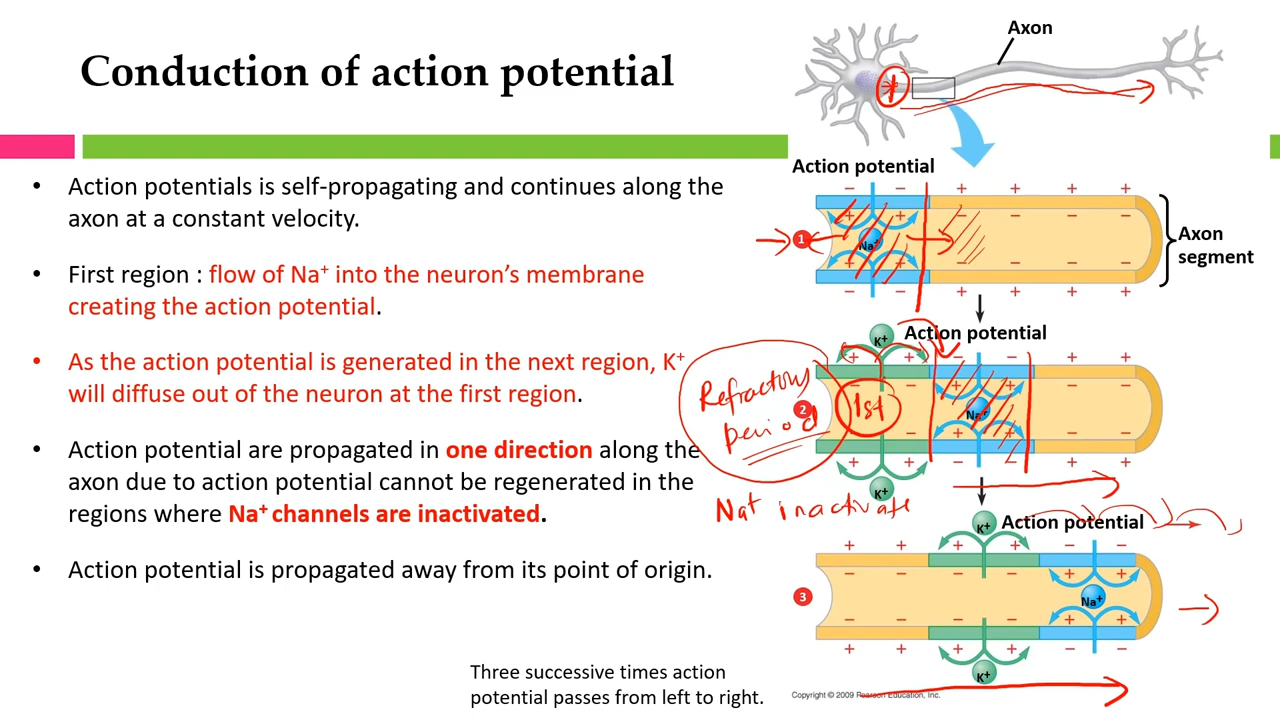 Conduction of action potential
• Action potentials is self-propagating and continues along the
axon at a constant velocity.
• First region : flow of Na⁺ into the neuron’s membrane
creating the action potential.
• As the action potential is generated in the next region, K⁺
will diffuse out of the neuron at the first region.
• Action potential are propagated in one direction along the
axon due to action potential cannot be regenerated in the
regions where Na⁺ channels are inactivated.
• Action potential is propagated away from its point of origin.
Three successive times action
potential passes from left to right.
Axon
Action potential
+ + + +
1
Na⁺
Axon
segment
K⁺
Action potential
Refractory
period
2
1st
Na⁺
K⁺
Na⁺ inactivate
K⁺
Action potential
3
Na⁺
K⁺
Copyright © 2009 Pearson Education, Inc.